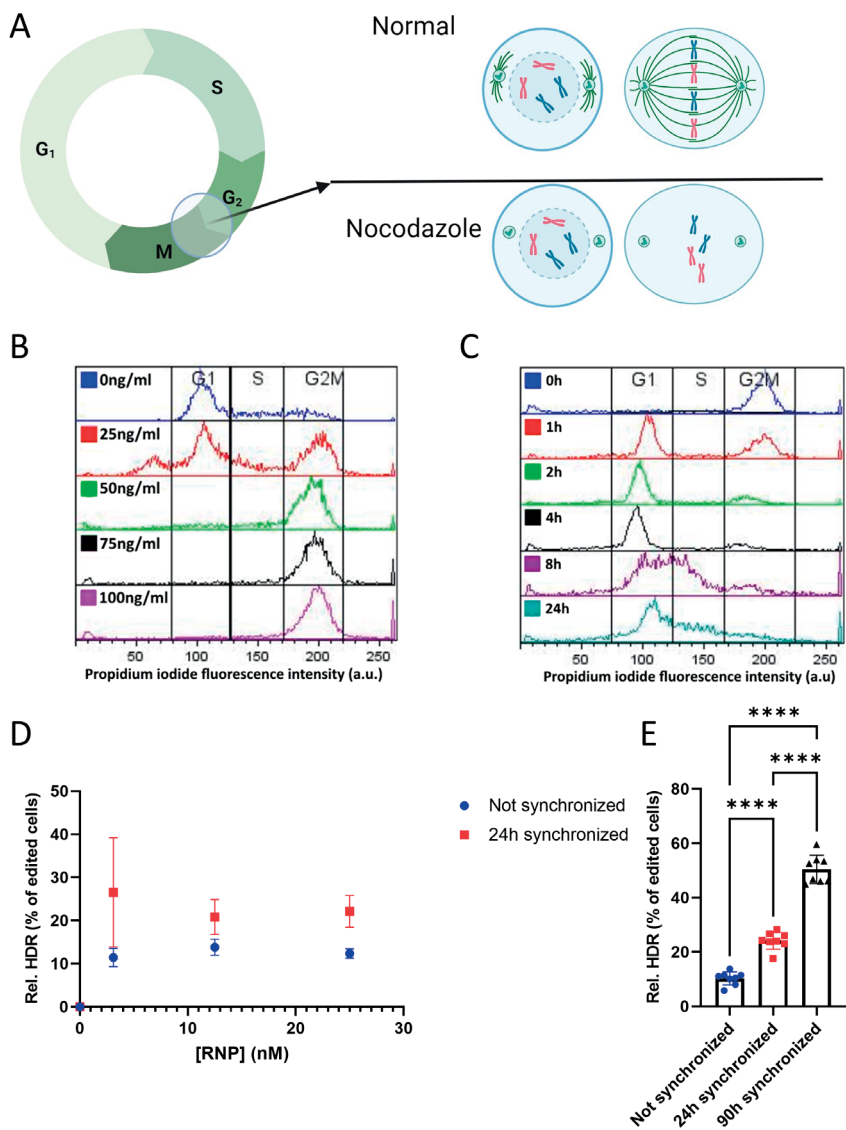 A
Normal
S
G1
G2
M
Nocodazole
B
0ng/ml
G1
S
G2M
25ng/ml
50ng/ml
75ng/ml
100ng/ml
50
100
150
200
250
Propidium iodide fluorescence intensity (a.u.)
C
0h
G1
S
G2M
1h
2h
4h
8h
24h
50
100
150
200
250
Propidium iodide fluorescence intensity (a.u)
D
Rel. HDR (% of edited cells)
50
40
30
20
10
0
0
10
20
30
[RNP] (nM)
Not synchronized
24h synchronized
E
****
****
****
Rel. HDR (% of edited cells)
80
60
40
20
0
Not synchronized
24h synchronized
90h synchronized